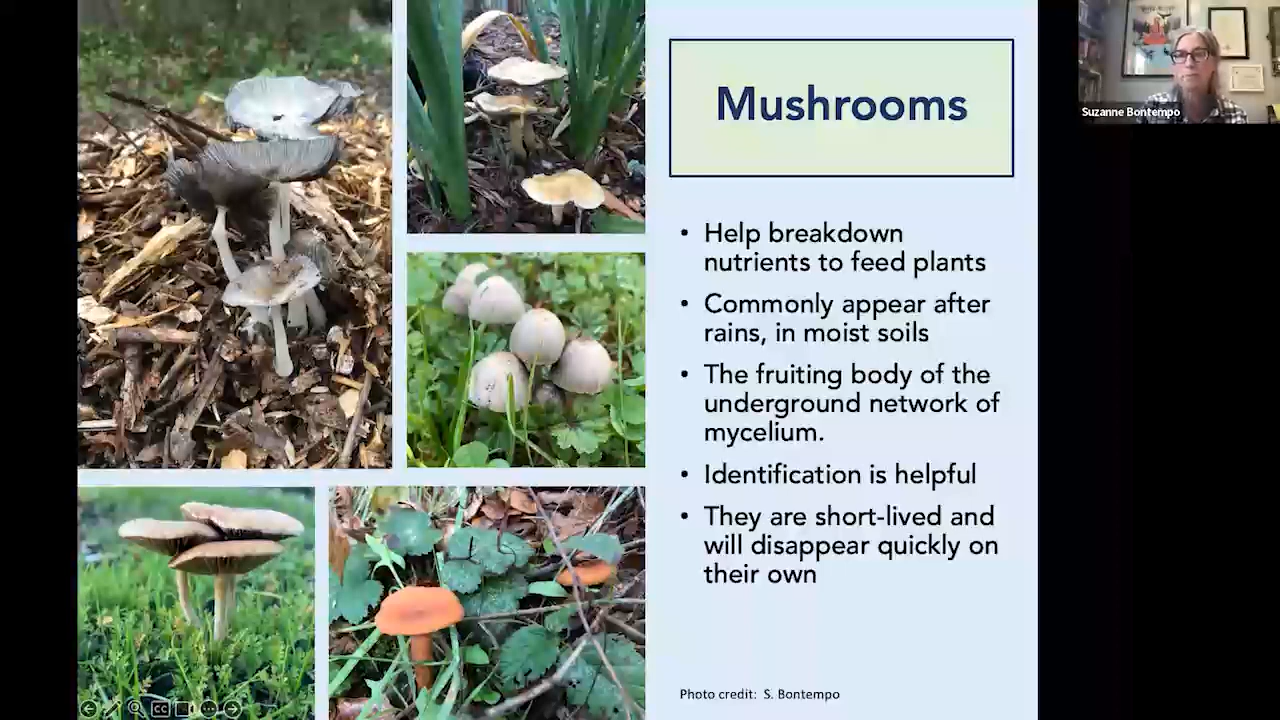 Mushrooms
Suzanne Bontempo
• Help breakdown
nutrients to feed plants
• Commonly appear after
rains, in moist soils
• The fruiting body of the
underground network of
mycelium.
• Identification is helpful
• They are short-lived and
will disappear quickly on
their own
Photo credit: S. Bontempo
CC